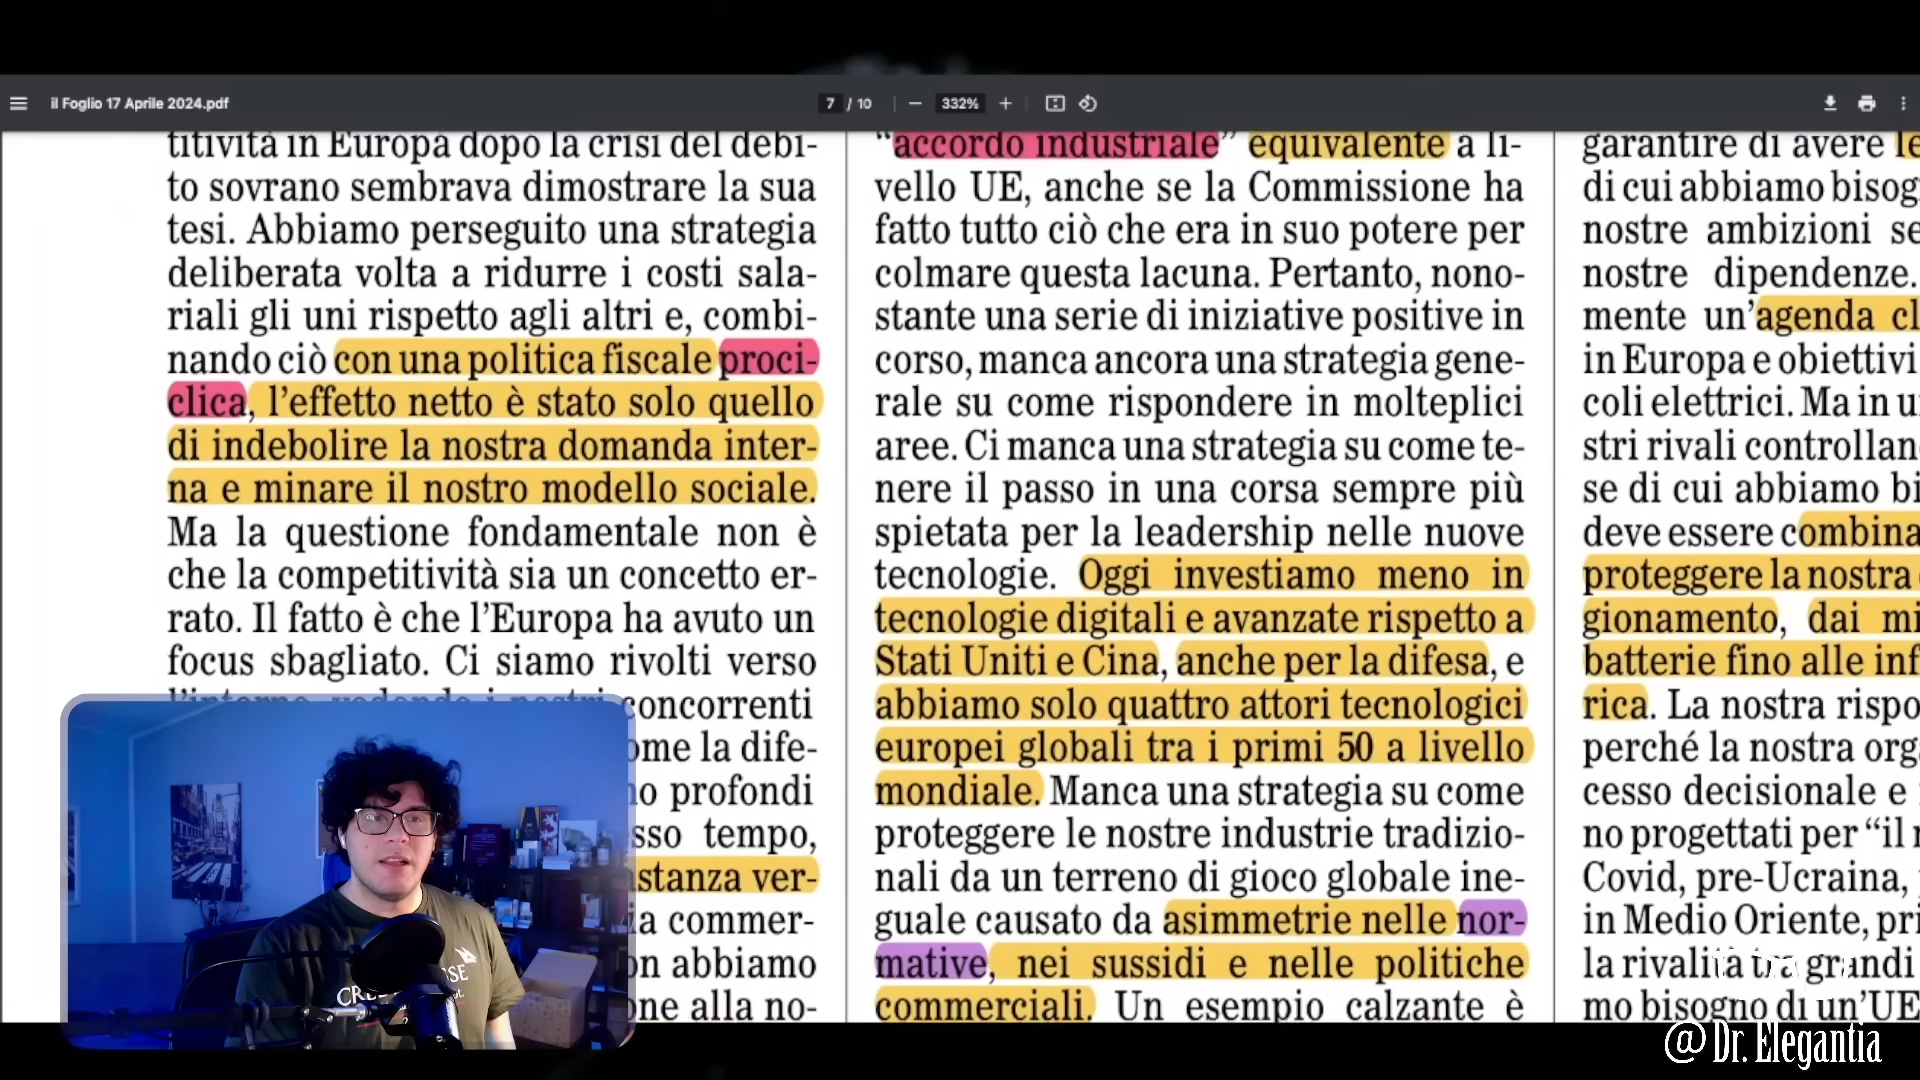 il Foglio 17 Aprile 2024.pdf
7 / 10
332%
titività in Europa dopo la crisi del debi-
to sovrano sembrava dimostrare la sua
tesi. Abbiamo perseguito una strategia
deliberata volta a ridurre i costi sala-
riali gli uni rispetto agli altri e, combi-
nando ciò con una politica fiscale proci-
clica, l'effetto netto è stato solo quello
di indebolire la nostra domanda inter-
na e minare il nostro modello sociale.
Ma la questione fondamentale non è
che la competitività sia un concetto er-
rato. Il fatto è che l'Europa ha avuto un
focus sbagliato. Ci siamo rivolti verso
l'interno, vedendo i nostri concorrenti
ome la dife-
no profondi
sso tempo,
stanza ver-
ia commer-
on abbiamo
one alla no-
"accordo industriale" equivalente a li-
vello UE, anche se la Commissione ha
fatto tutto ciò che era in suo potere per
colmare questa lacuna. Pertanto, nono-
stante una serie di iniziative positive in
corso, manca ancora una strategia gene-
rale su come rispondere in molteplici
aree. Ci manca una strategia su come te-
nere il passo in una corsa sempre più
spietata per la leadership nelle nuove
tecnologie. Oggi investiamo meno in
tecnologie digitali e avanzate rispetto a
Stati Uniti e Cina, anche per la difesa, e
abbiamo solo quattro attori tecnologici
europei globali tra i primi 50 a livello
mondiale. Manca una strategia su come
proteggere le nostre industrie tradizio-
nali da un terreno di gioco globale ine-
guale causato da asimmetrie nelle nor-
mative, nei sussidi e nelle politiche
commerciali. Un esempio calzante è
garantire di avere le
di cui abbiamo bisog
nostre ambizioni se
nostre dipendenze.
mente un'agenda cl
in Europa e obiettivi
coli elettrici. Ma in u
stri rivali controllan
se di cui abbiamo bi
deve essere combina
proteggere la nostra
gionamento, dai mi
batterie fino alle inf
rica. La nostra rispo
perché la nostra orga
cesso decisionale e
no progettati per "il
Covid, pre-Ucraina,
in Medio Oriente, pri
la rivalità tra grandi
mo bisogno di un'UE
@Dr. Elegantia